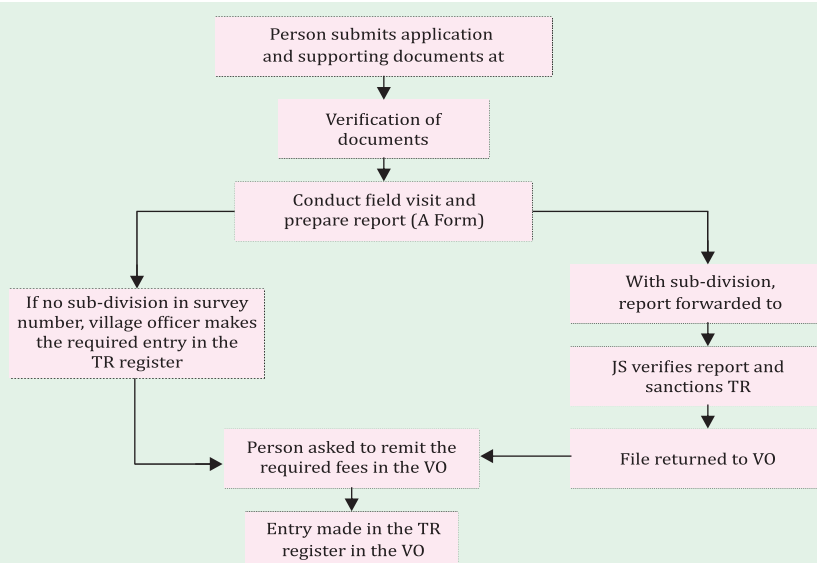 Person submits application
and supporting documents at
Verification of
documents
Conduct field visit and
prepare report (A Form)
If no sub-division in survey
number, village officer makes
the required entry in the
TR register
With sub-division,
report forwarded to
JS verifies report and
sanctions TR
File returned to VO
Person asked to remit the
required fees in the VO
Entry made in the TR
register in the VO